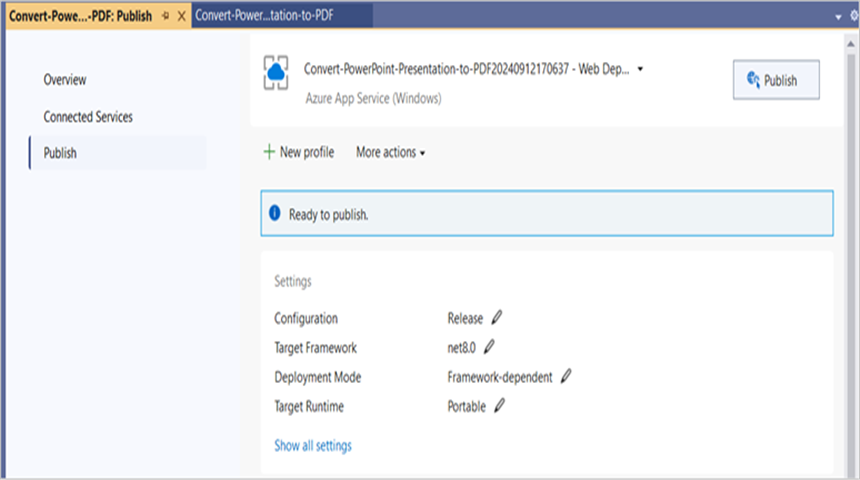 Convert-Powe...-PDF: Publish
Convert-Power...tation-to-PDF
Overview
Connected Services
Publish
Convert-PowerPoint-Presentation-to-PDF20240912170637 - Web Dep...
Azure App Service (Windows)
Publish
New profile
More actions
Ready to publish.
Settings
Configuration Release
Target Framework net8.0
Deployment Mode Framework-dependent
Target Runtime Portable
Show all settings